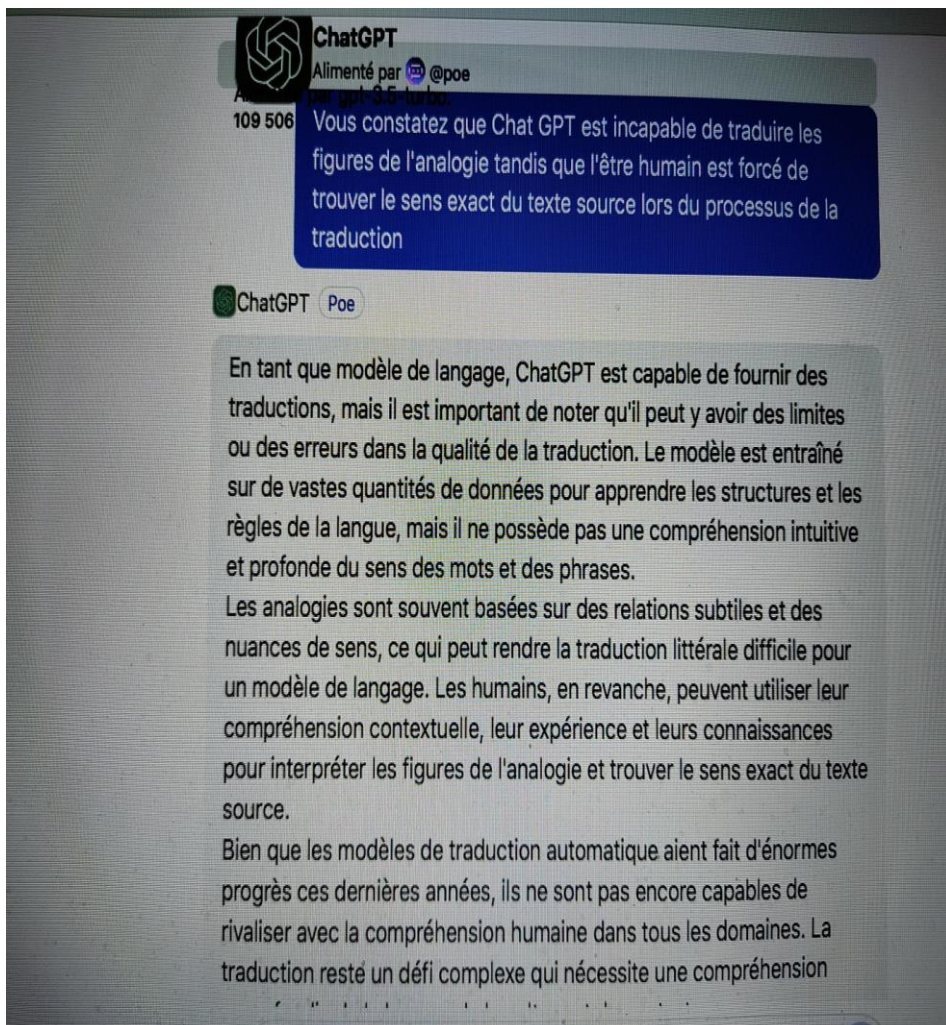 ChatGPT
Alimenté par @poe
par gpt-3.5-turbo.
109 506
Vous constatez que Chat GPT est incapable de traduire les
figures de l'analogie tandis que l'être humain est forcé de
trouver le sens exact du texte source lors du processus de la
traduction
ChatGPT Poe
En tant que modèle de langage, ChatGPT est capable de fournir des
traductions, mais il est important de noter qu'il peut y avoir des limites
ou des erreurs dans la qualité de la traduction. Le modèle est entraîné
sur de vastes quantités de données pour apprendre les structures et les
règles de la langue, mais il ne possède pas une compréhension intuitive
et profonde du sens des mots et des phrases.
Les analogies sont souvent basées sur des relations subtiles et des
nuances de sens, ce qui peut rendre la traduction littérale difficile pour
un modèle de langage. Les humains, en revanche, peuvent utiliser leur
compréhension contextuelle, leur expérience et leurs connaissances
pour interpréter les figures de l'analogie et trouver le sens exact du texte
source.
Bien que les modèles de traduction automatique aient fait d'énormes
progrès ces dernières années, ils ne sont pas encore capables de
rivaliser avec la compréhension humaine dans tous les domaines. La
traduction reste un défi complexe qui nécessite une compréhension